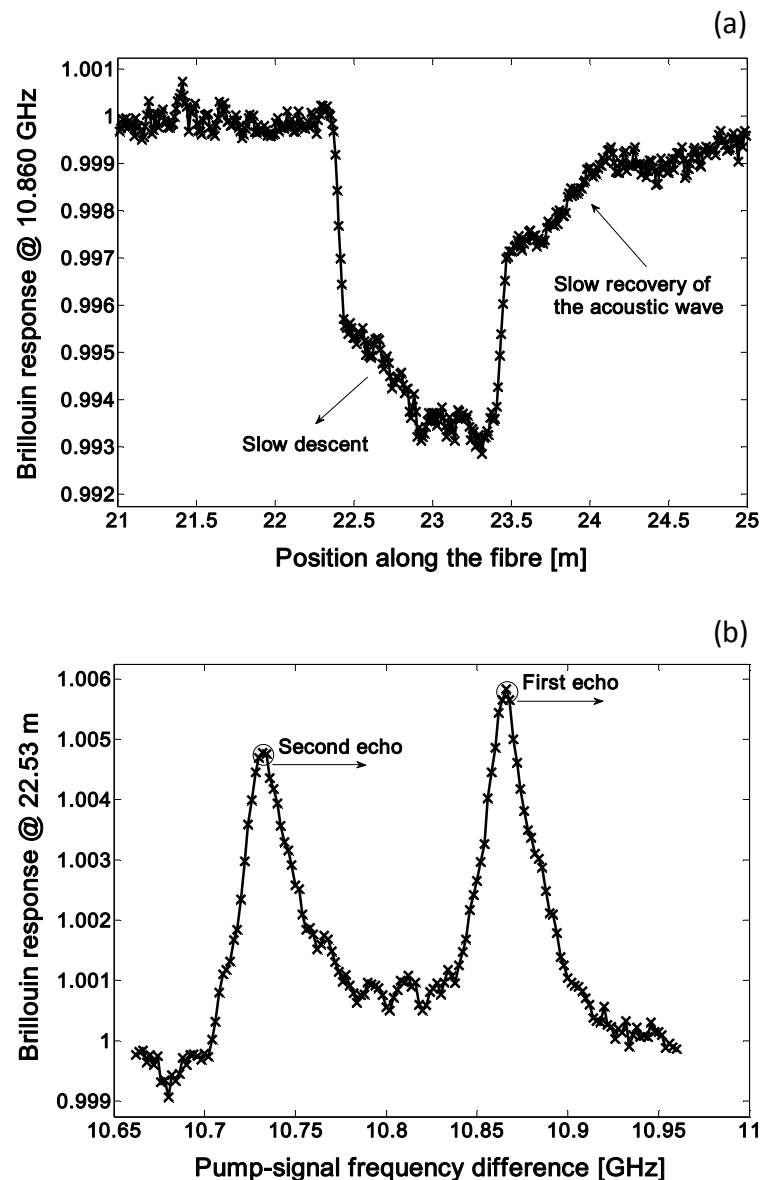 (a)
Brillouin response @ 10.860 GHz
1.001
1
0.999
0.998
0.997
0.996
0.995
0.994
0.993
0.992
Slow descent
Slow recovery of
the acoustic wave
21 21.5 22 22.5 23 23.5 24 24.5 25
Position along the fibre [m]
(b)
Brillouin response @ 22.53 m
1.006
1.005
1.004
1.003
1.002
1.001
1
0.999
Second echo
First echo
10.65 10.7 10.75 10.8 10.85 10.9 10.95 11
Pump-signal frequency difference [GHz]